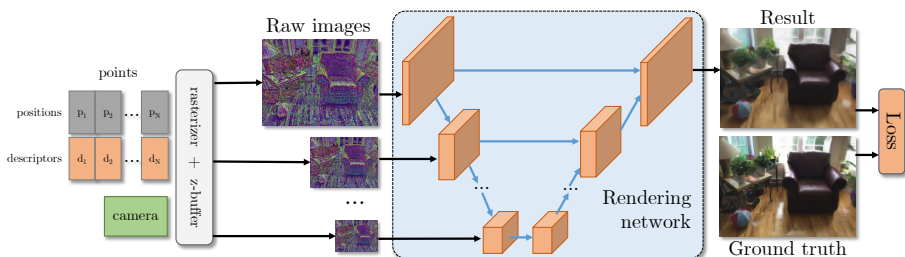 points
positions
p1 p2 ... pN
descriptors
d1 d2 ... dN
camera
rasterizer + z-buffer
Raw images
...
...
...
Rendering
network
Result
Ground truth
Loss